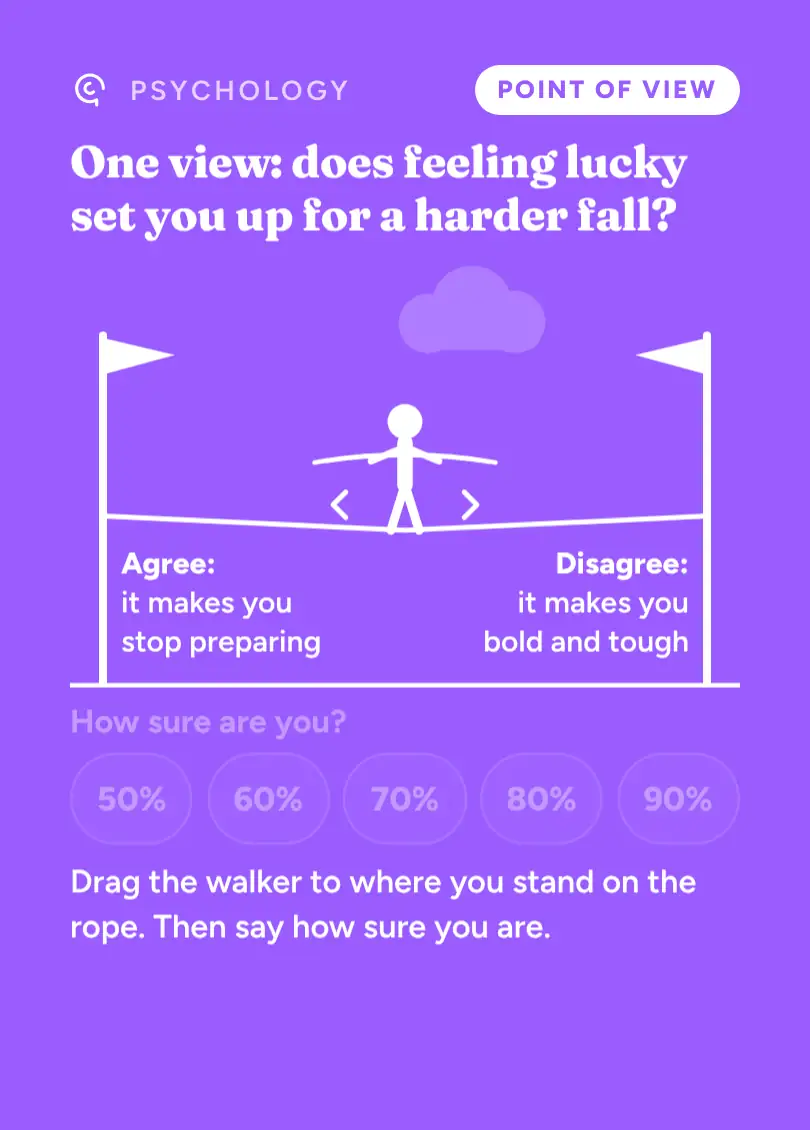 PSYCHOLOGY
POINT OF VIEW
One view: does feeling lucky
set you up for a harder fall?
Agree:
it makes you
stop preparing
Disagree:
it makes you
bold and tough
How sure are you?
50% 60% 70% 80% 90%
Drag the walker to where you stand on the
rope. Then say how sure you are.